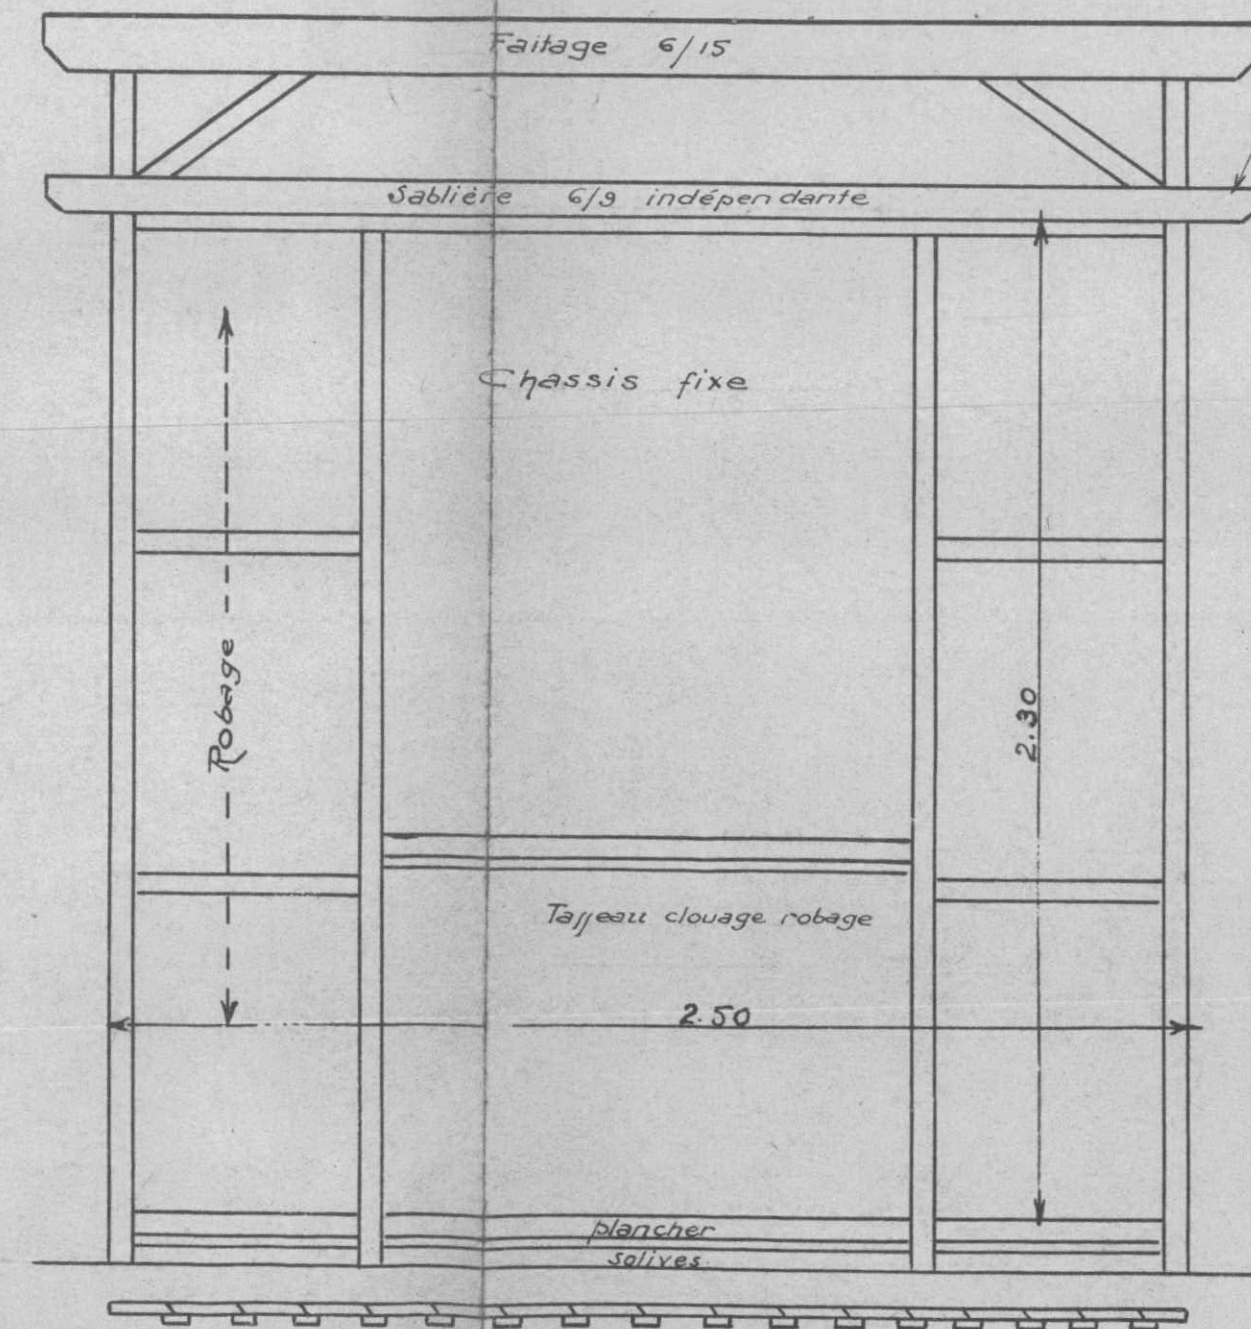 Faitage 6/15
Sablière 6/9 indépendante
Chassis fixe
Robage
2.30
Tasseau clouage robage
2.50
plancher
solives.